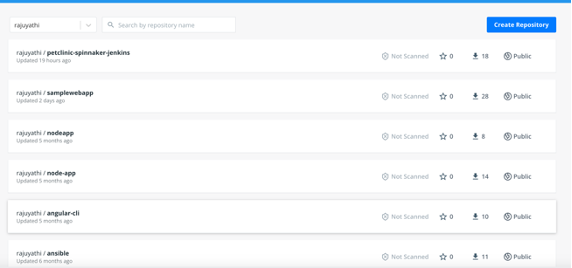 rajuyathi
Search by repository name
Create Repository
rajuyathi / petclinic-spinnaker-jenkins
Updated 19 hours ago
Not Scanned
0
18
Public
rajuyathi / samplewebapp
Updated 2 days ago
Not Scanned
0
28
Public
rajuyathi / nodeapp
Updated 5 months ago
Not Scanned
0
8
Public
rajuyathi / node-app
Updated 5 months ago
Not Scanned
0
14
Public
rajuyathi / angular-cli
Updated 5 months ago
Not Scanned
0
10
Public
rajuyathi / ansible
Updated 6 months ago
Not Scanned
0
11
Public